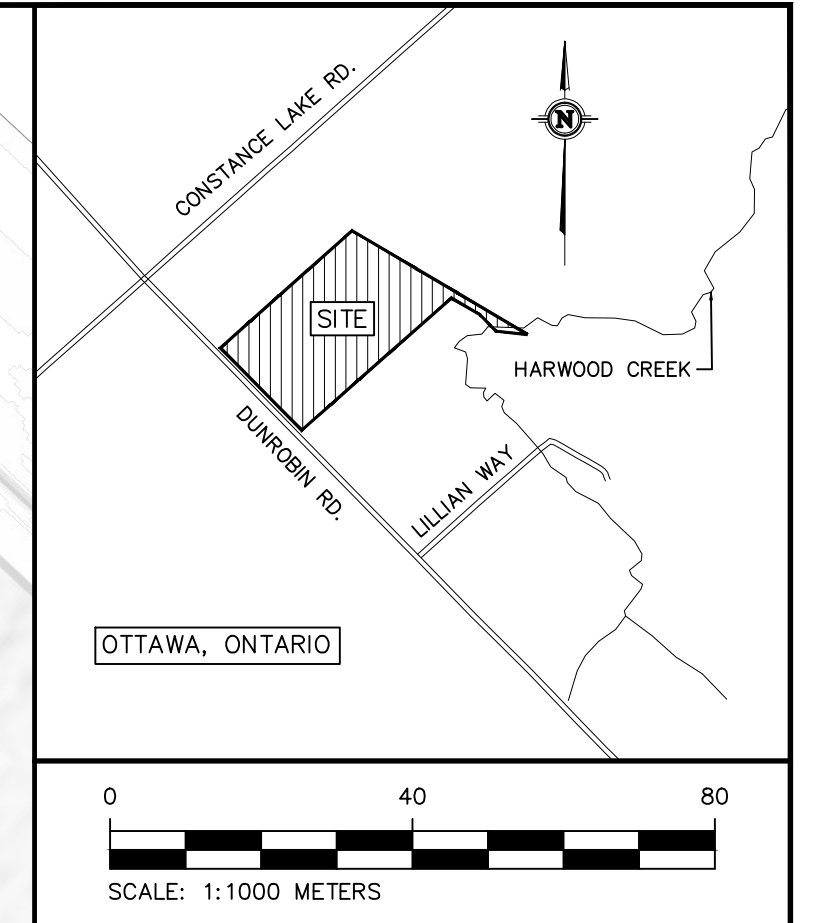 CONSTANCE LAKE RD.
N
SITE
HARWOOD CREEK
DUNROBIN RD.
LILLIAN WAY
OTTAWA, ONTARIO
0 40 80
SCALE: 1:1000 METERS